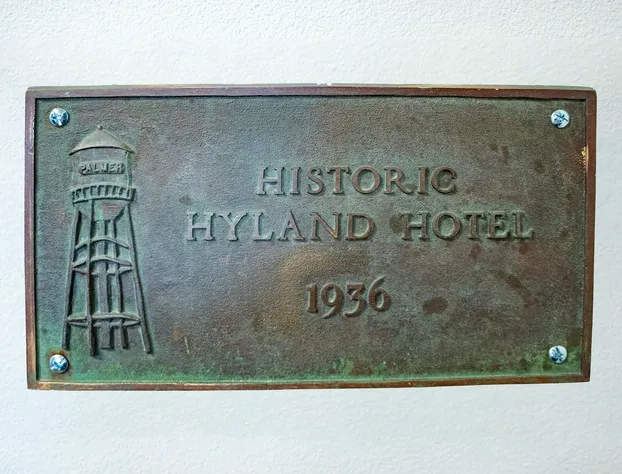 PALMER
HISTORIC
HYLAND HOTEL
1936